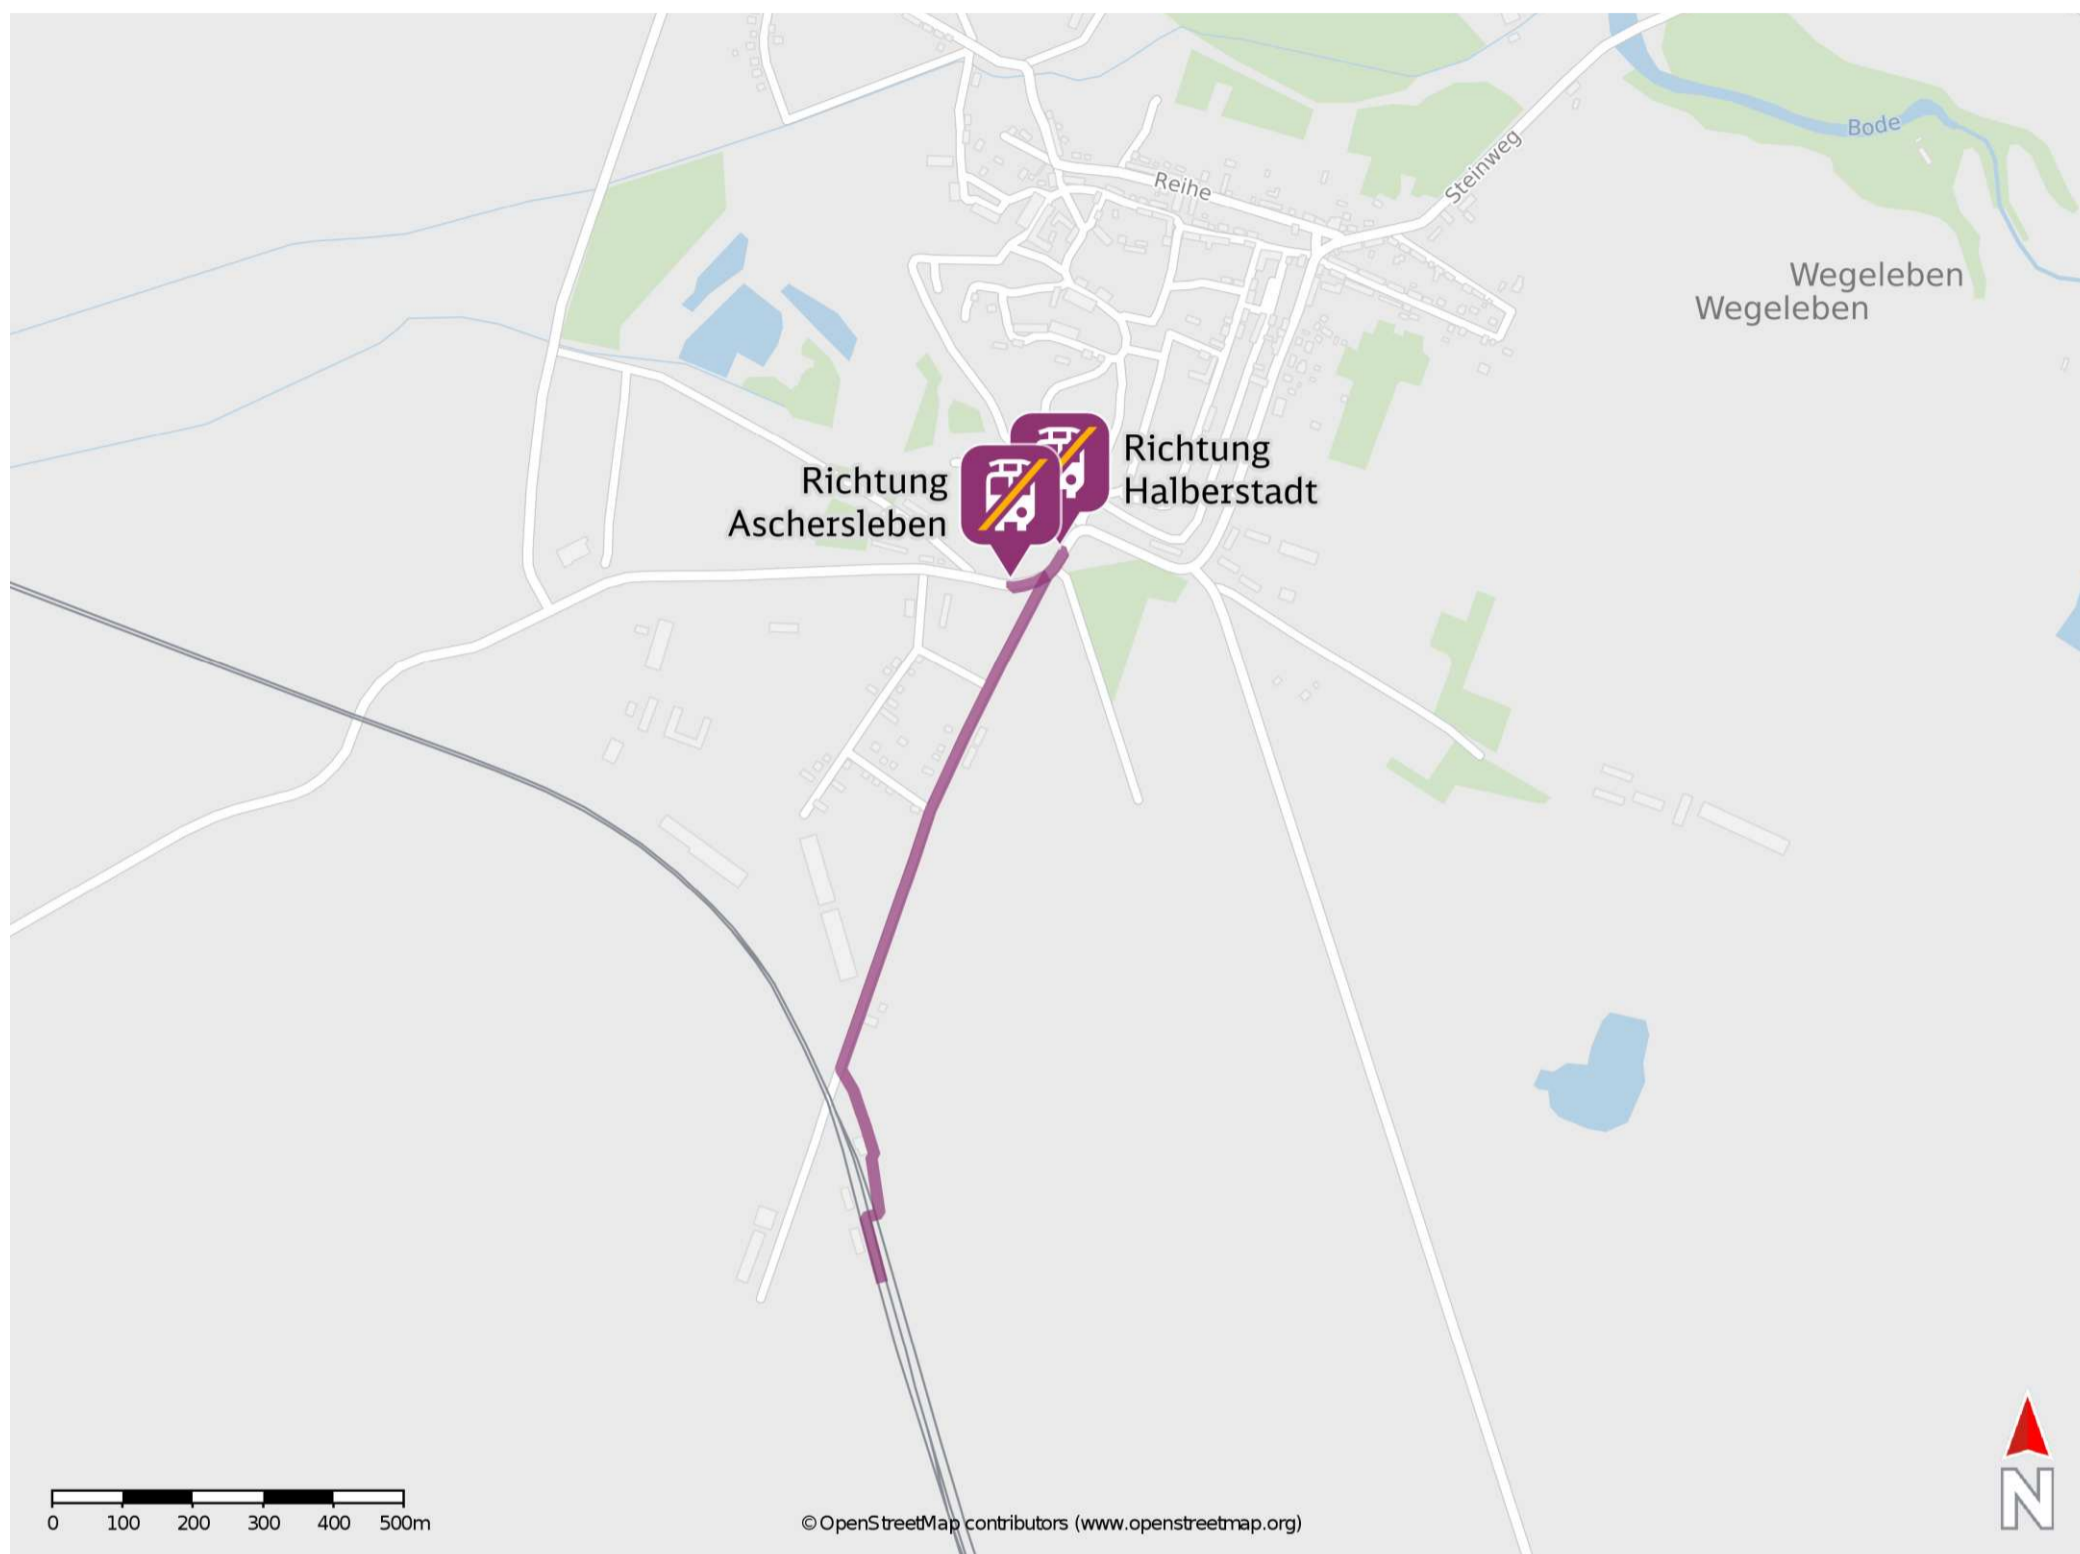 Bode
Steinweg
Reihe
Wegeleben
Wegeleben
Richtung
Halberstadt
Richtung
Aschersleben
N
0 100 200 300 400 500m
© OpenStreetMap contributors (www.openstreetmap.org)